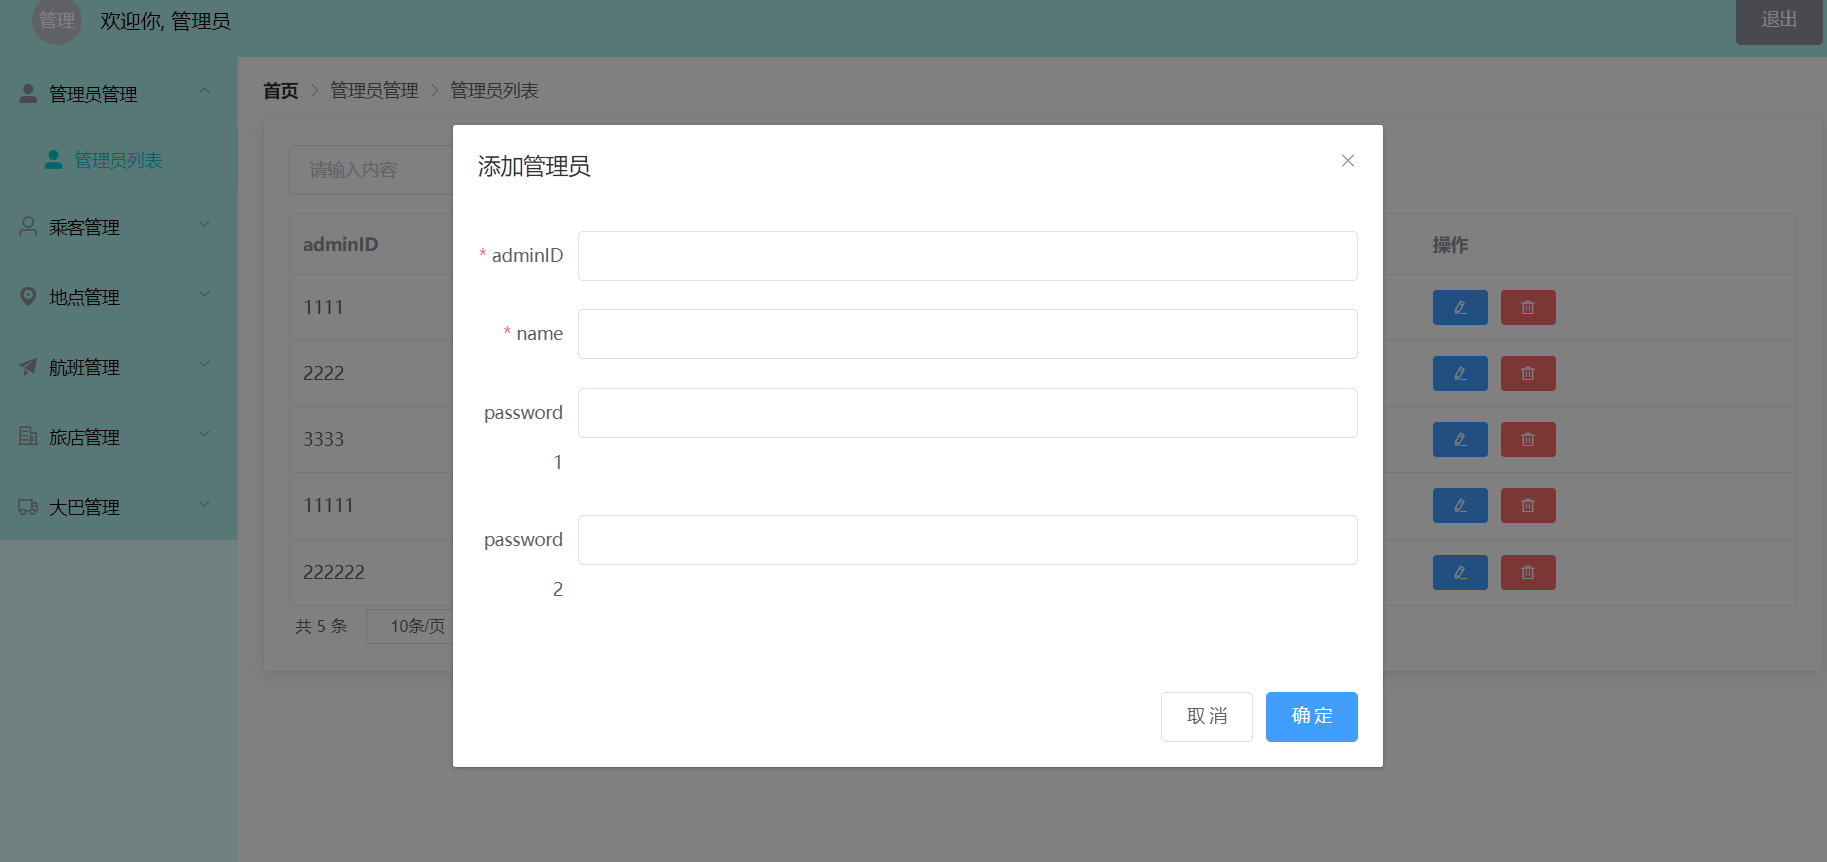 管理
欢迎你, 管理员
退出
管理员管理
管理员列表
乘客管理
地点管理
航班管理
旅店管理
大巴管理
首页
管理员管理
管理员列表
请输入内容
adminID
操作
1111
2222
3333
11111
222222
共 5 条
10条/页
添加管理员
* adminID
* name
password
1
password
2
取 消
确 定